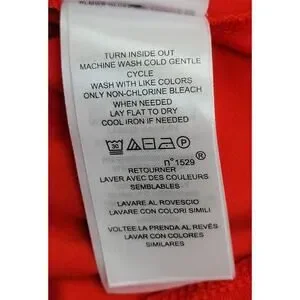 TURN INSIDE OUT
MACHINE WASH COLD GENTLE
CYCLE
WASH WITH LIKE COLORS
ONLY NON-CHLORINE BLEACH
WHEN NEEDED
LAY FLAT TO DRY
COOL IRON IF NEEDED
n°1529®
RETOURNER
LAVER AVEC DES COULEURS
SEMBLABLES
LAVARE AL ROVESCIO
LAVARE CON COLORI SIMILI
VOLTEE LA PRENDA AL REVÉS
LAVAR CON COLORES
SIMILARES